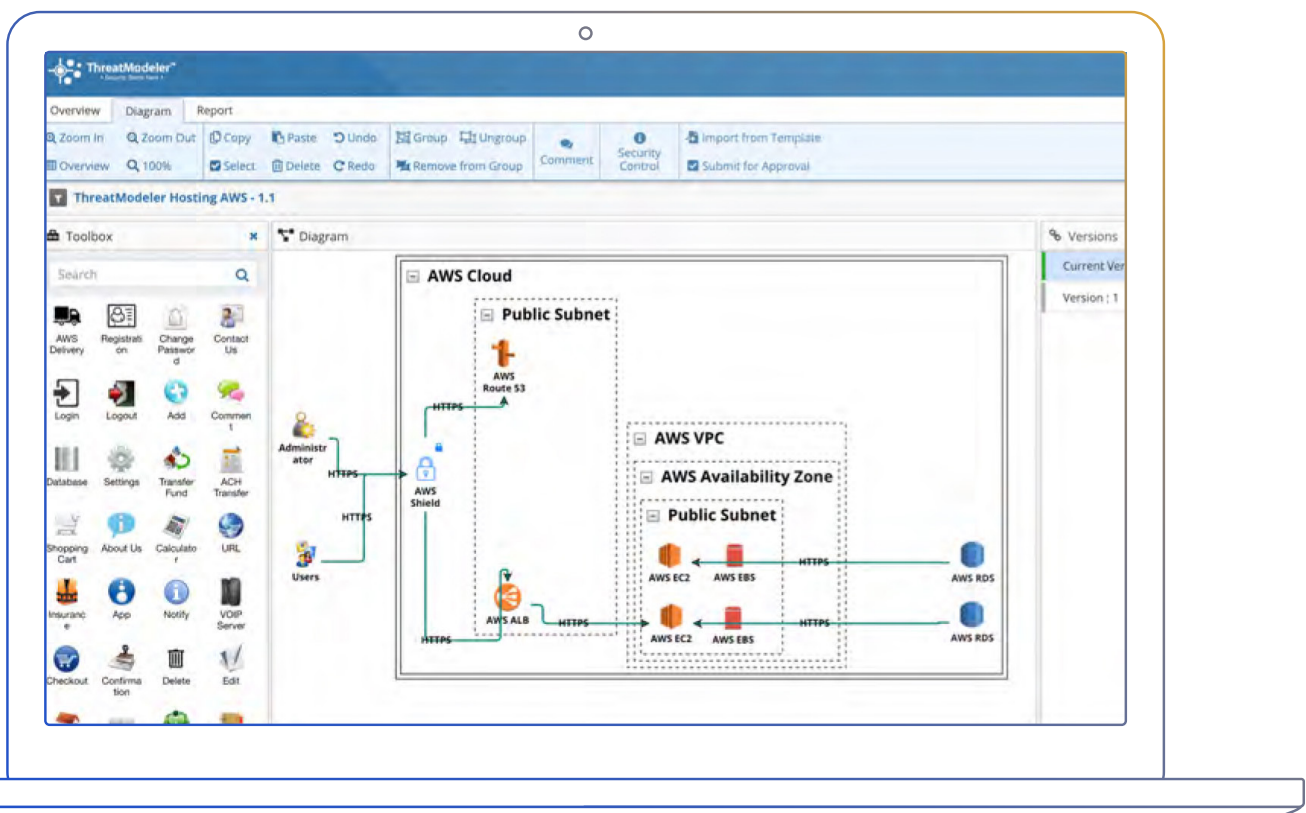 ThreatModeler™
Overview Diagram Report
Zoom In Zoom Out Copy Paste Undo Group Ungroup Comment Security Control Import from Template
Overview 100% Select Delete Redo Remove from Group Submit for Approval
ThreatModeler Hosting AWS - 1.1
Toolbox
Search
AWS Delivery
Registrati on
Change Passwor d
Contact Us
Login
Logout
Add
Commen t
Database
Settings
Transfer Fund
ACH Transfer
Shopping Cart
About Us
Calculato r
URL
Insuranc e
App
Notify
VOIP Server
Checkout
Confirma tion
Delete
Edit
Diagram
AWS Cloud
Public Subnet
AWS
Route 53
HTTPS
Administr
ator
HTTPS
AWS
Shield
HTTPS
Users
AWS VPC
AWS Availability Zone
Public Subnet
AWS EC2
AWS EBS
HTTPS
AWS RDS
AWS ALB
HTTPS
HTTPS
AWS EC2
AWS EBS
HTTPS
AWS RDS
Versions
Current Ver
Version : 1